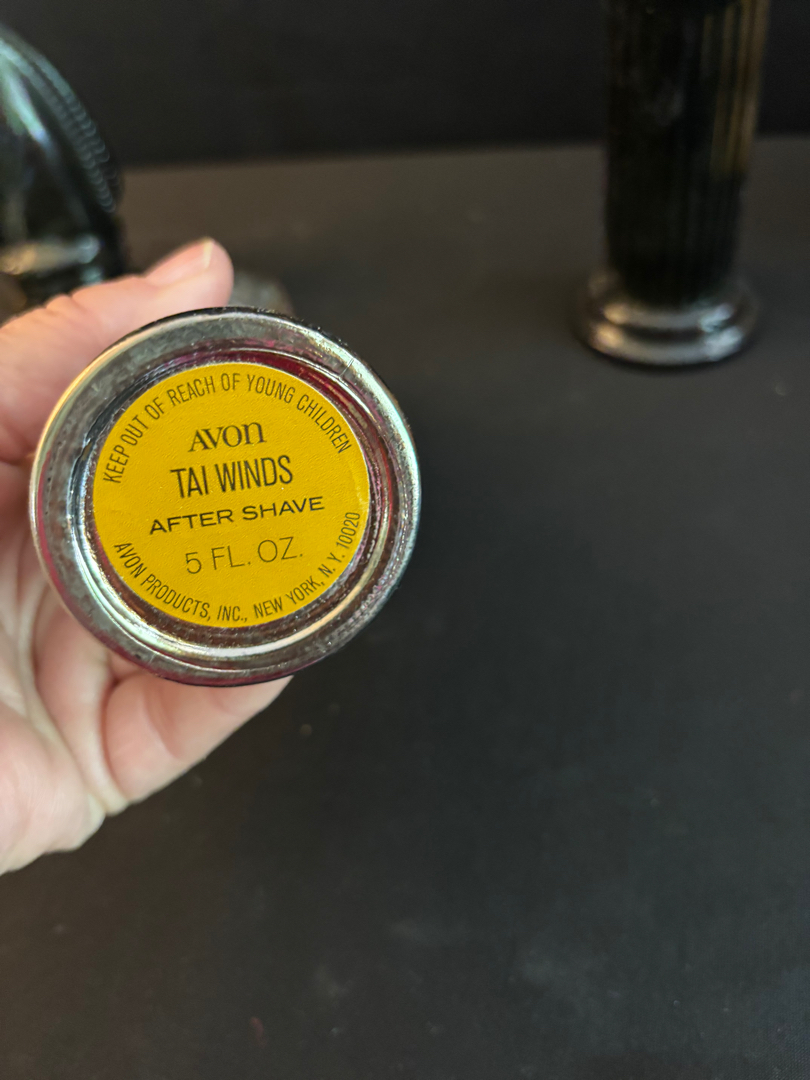 KEEP OUT OF REACH OF YOUNG CHILDREN
AVON
TAI WINDS
AFTER SHAVE
5 FL. OZ.
AVON PRODUCTS, INC., NEW YORK, N.Y. 10020